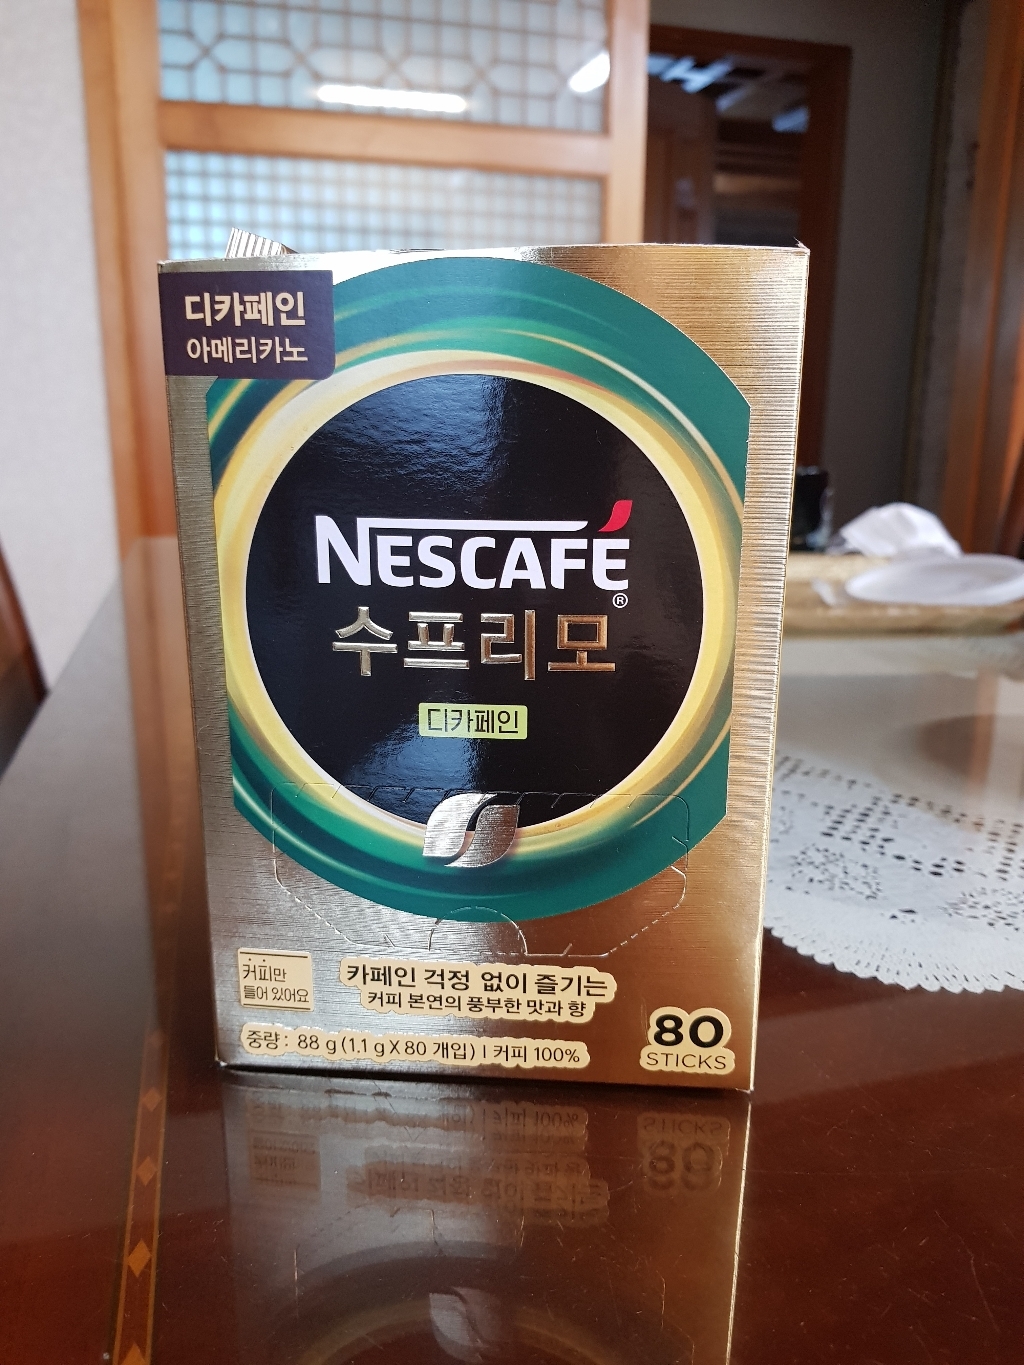 디카페인
아메리카노
NESCAFÉ
®
수프리모
디카페인
커피만
들어 있어요
카페인 걱정 없이 즐기는
커피 본연의 풍부한 맛과 향
중량 : 88 g (1.1 g X 80 개입) I 커피 100%
80
STICKS